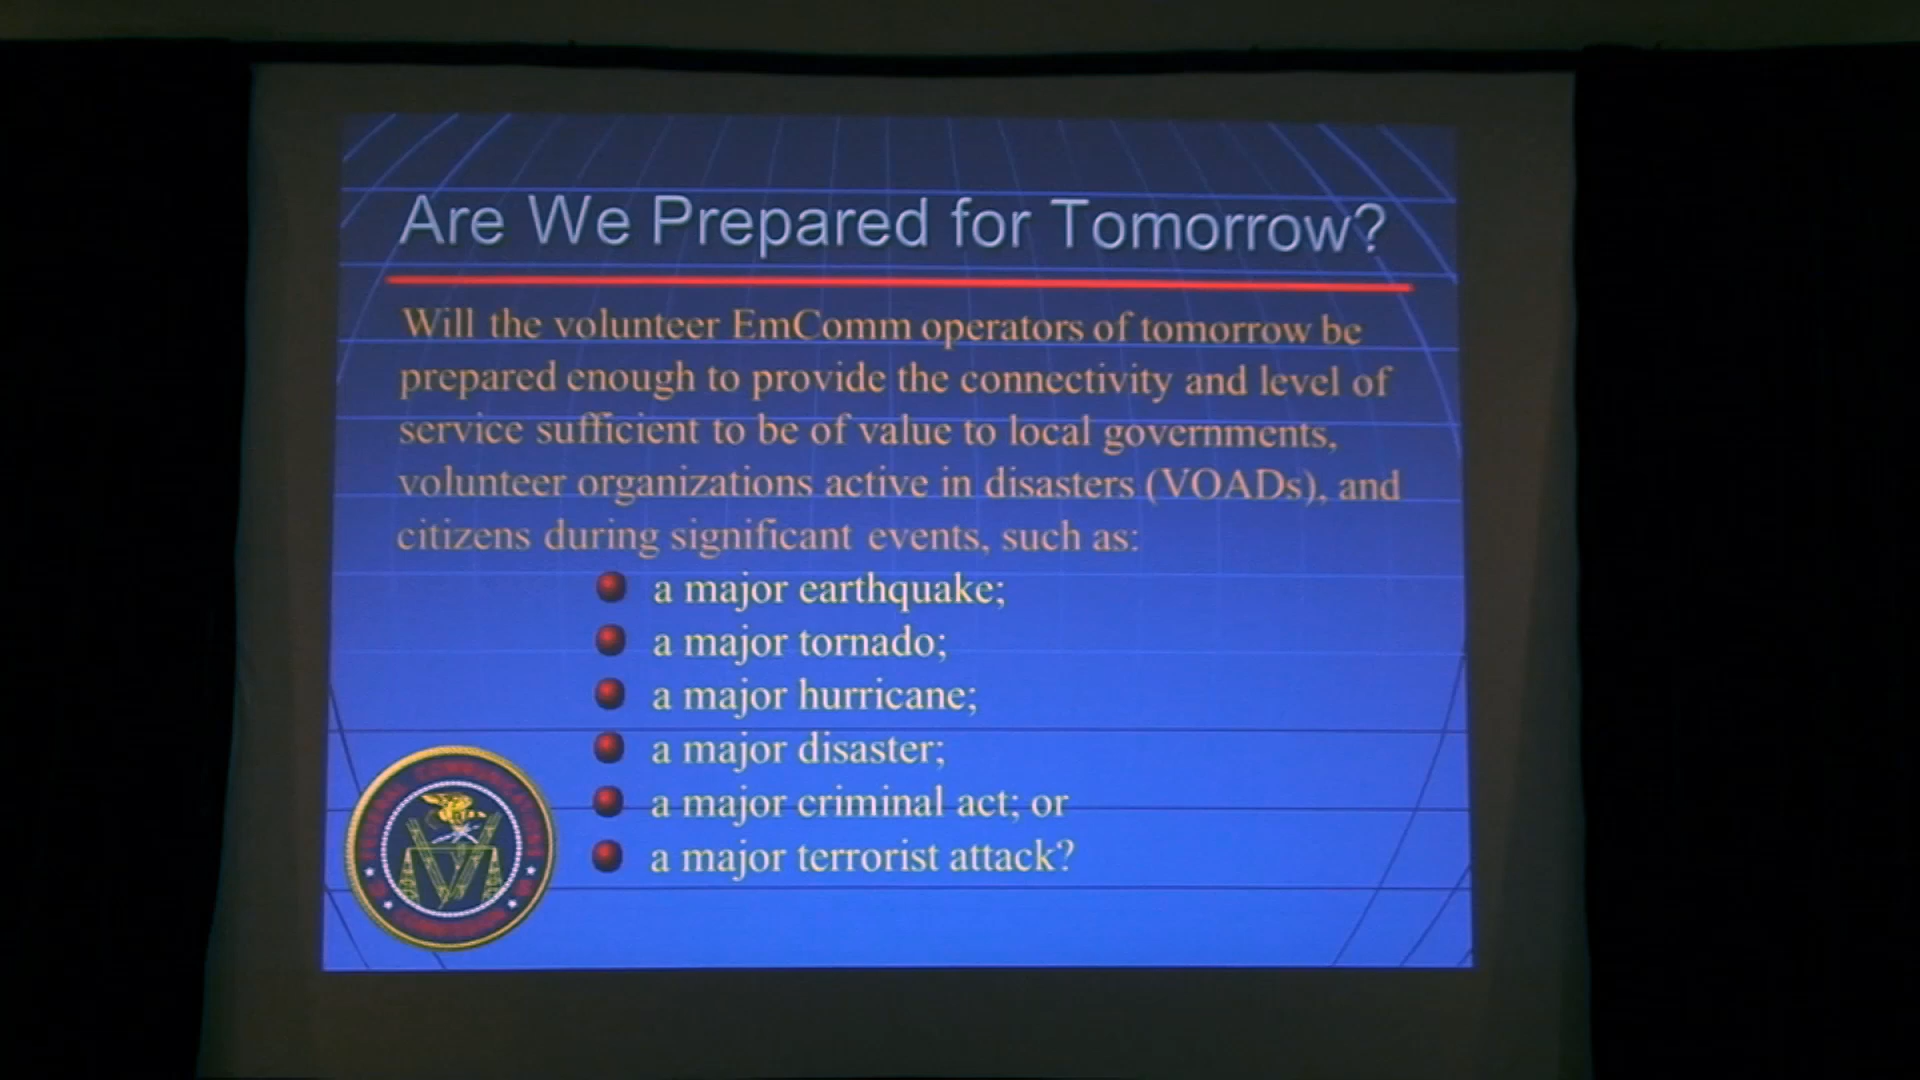 Are We Prepared for Tomorrow?
Will the volunteer EmComm operators of tomorrow be
prepared enough to provide the connectivity and level of
service sufficient to be of value to local governments,
volunteer organizations active in disasters (VOADs), and
citizens during significant events, such as:
a major earthquake;
a major tornado;
a major hurricane;
a major disaster;
a major criminal act; or
a major terrorist attack?